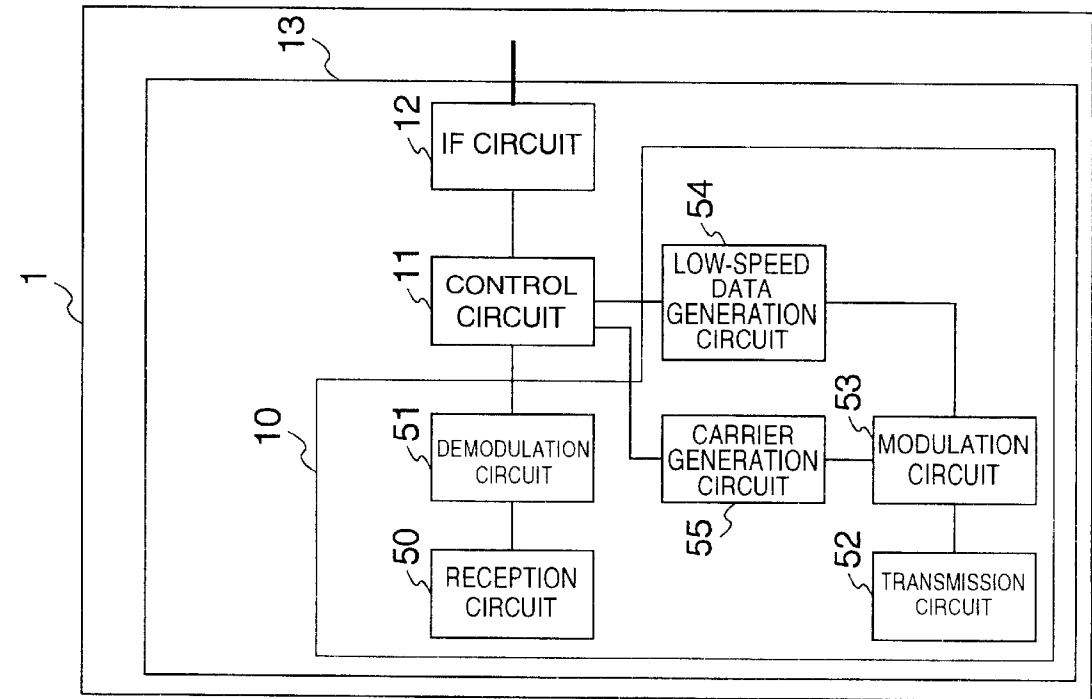 1
13
12
IF CIRCUIT
11
CONTROL
CIRCUIT
54
LOW-SPEED
DATA
GENERATION
CIRCUIT
10
51
DEMODULATION
CIRCUIT
CARRIER
GENERATION
CIRCUIT
55
53
MODULATION
CIRCUIT
50
RECEPTION
CIRCUIT
52
TRANSMISSION
CIRCUIT